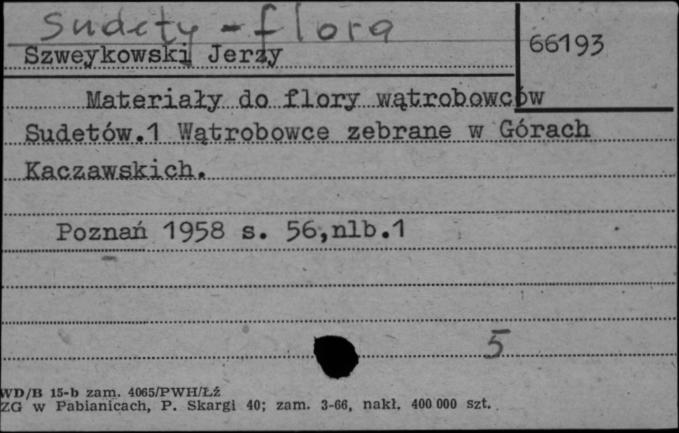 Sudety - flora
Szweykowski Jerzy
66193
Materiały do flory wątrobowców
Sudetów.1 Wątrobowce zebrane w Górach
Kaczawskich.
Poznań 1958 s. 56,nlb.1
5
WD/B 15-b zam. 4065/PWH/Łź
ZG w Pabianicach, P. Skargi 40; zam. 3-66, nakł. 400 000 szt.